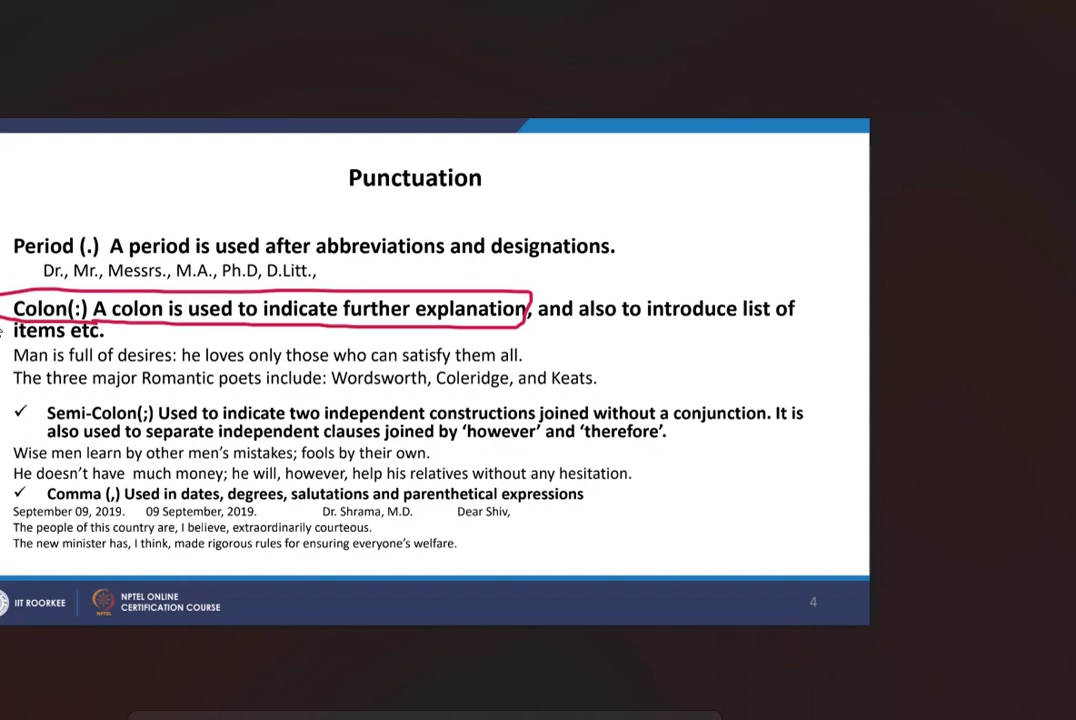 Punctuation
Period (.) A period is used after abbreviations and designations.
Dr., Mr., Messrs., M.A., Ph.D, D.Litt.,
Colon(:) A colon is used to indicate further explanation, and also to introduce list of
items etc.
Man is full of desires: he loves only those who can satisfy them all.
The three major Romantic poets include: Wordsworth, Coleridge, and Keats.
✓ Semi-Colon(;) Used to indicate two independent constructions joined without a conjunction. It is
also used to separate independent clauses joined by ‘however’ and ‘therefore’.
Wise men learn by other men’s mistakes; fools by their own.
He doesn’t have much money; he will, however, help his relatives without any hesitation.
✓ Comma (,) Used in dates, degrees, salutations and parenthetical expressions
September 09, 2019. 09 September, 2019. Dr. Shrama, M.D. Dear Shiv,
The people of this country are, I believe, extraordinarily courteous.
The new minister has, I think, made rigorous rules for ensuring everyone’s welfare.
IIT ROORKEE
NPTEL ONLINE
CERTIFICATION COURSE
NPTEL
4